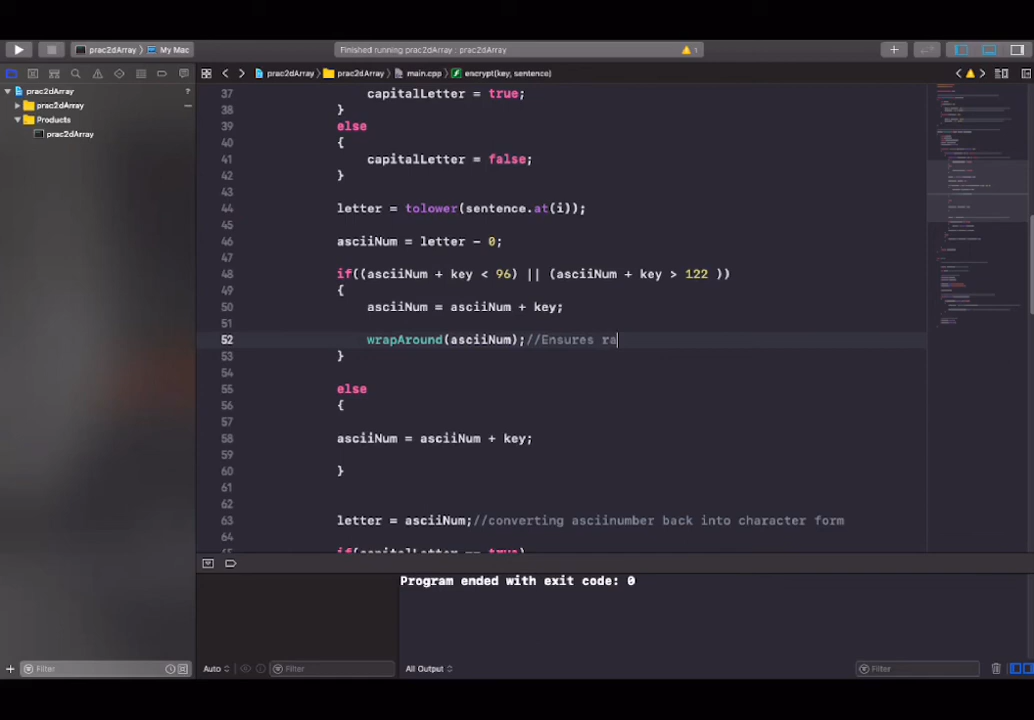 prac2dArray
My Mac
Finished running prac2dArray : prac2dArray
1
prac2dArray
prac2dArray
main.cpp
encrypt(key, sentence)
prac2dArray
?
prac2dArray
Products
prac2dArray
37 capitalLetter = true;
38 }
39 else
40 {
41 capitalLetter = false;
42 }
43
44 letter = tolower(sentence.at(i));
45
46 asciiNum = letter - 0;
47
48 if((asciiNum + key < 96) || (asciiNum + key > 122 ))
49 {
50 asciiNum = asciiNum + key;
51
52 wrapAround(asciiNum);//Ensures ra
53 }
54
55 else
56 {
57
58 asciiNum = asciiNum + key;
59
60 }
61
62
63 letter = asciiNum;//converting asciinumber back into character form
64
65 if(capitalLetter == true)
Program ended with exit code: 0
Filter
Auto
Filter
All Output
Filter